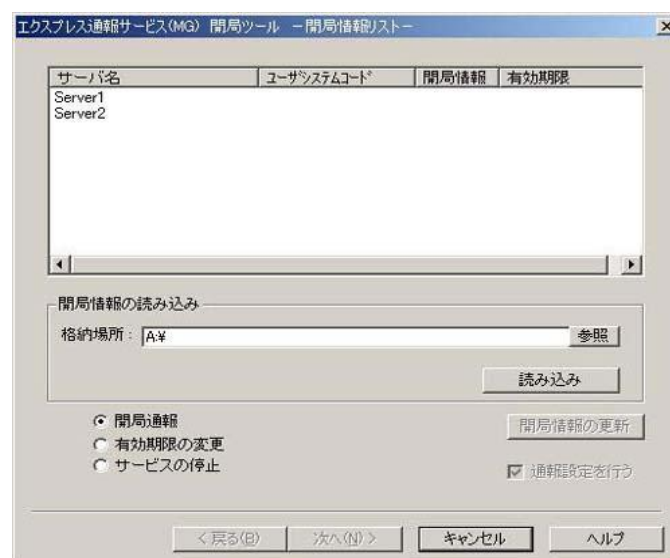 エクスプレス通報サービス(MG) 開局ツール －開局情報リスト－
サーバ名 ユーザシステムコード 開局情報 有効期限
Server1
Server2
開局情報の読み込み
格納場所： A:¥ 参照
読み込み
開局通報
開局情報の更新
有効期限の変更
サービスの停止
通報設定を行う
< 戻る(B) 次へ(N) > キャンセル ヘルプ